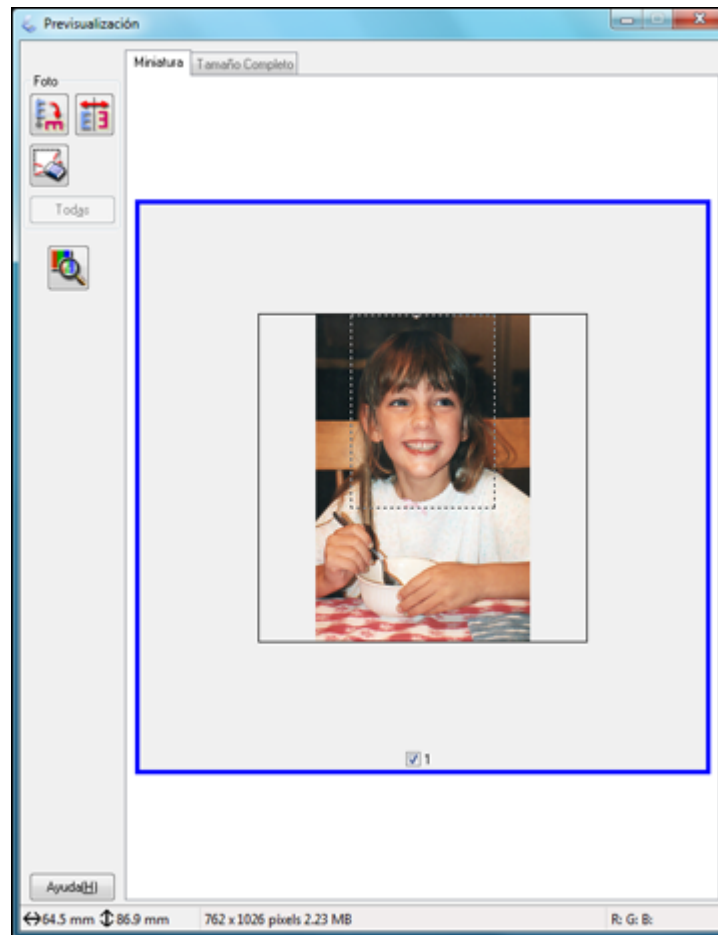 Previsualización
Miniatura Tamaño Completo
Foto
Todas
1
Ayuda(H)
64.5 mm 86.9 mm 762 x 1026 pixels 2.23 MB R: G: B: